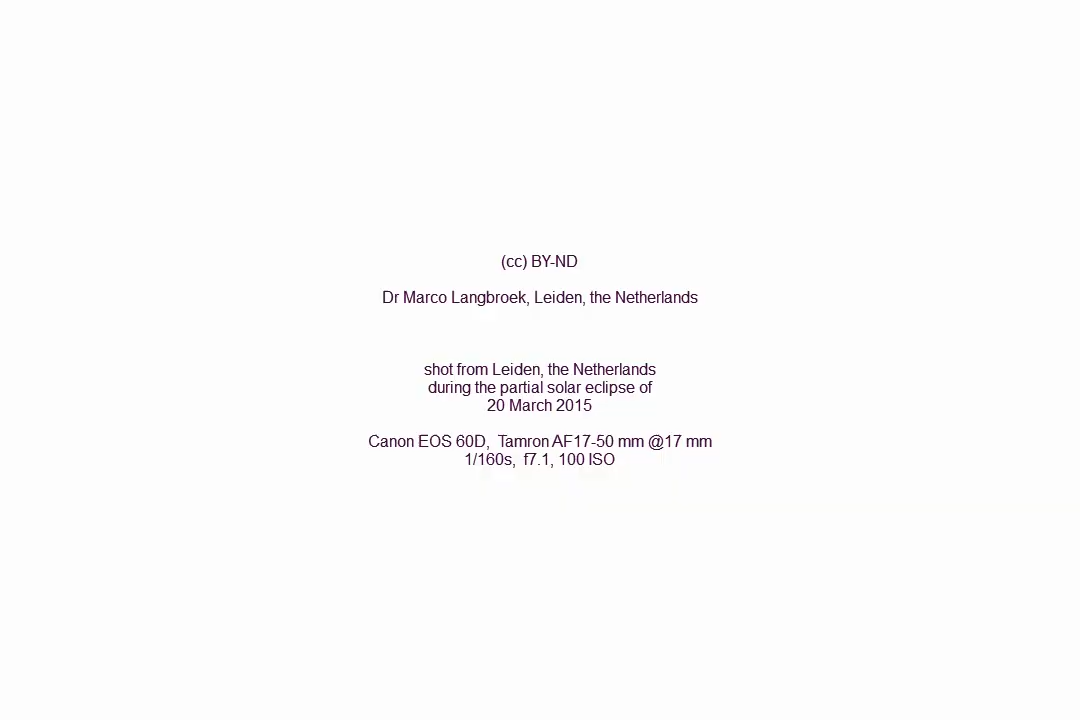 (cc) BY-ND
Dr Marco Langbroek, Leiden, the Netherlands
shot from Leiden, the Netherlands
during the partial solar eclipse of
20 March 2015
Canon EOS 60D,  Tamron AF17-50 mm @17 mm
1/160s,  f7.1, 100 ISO